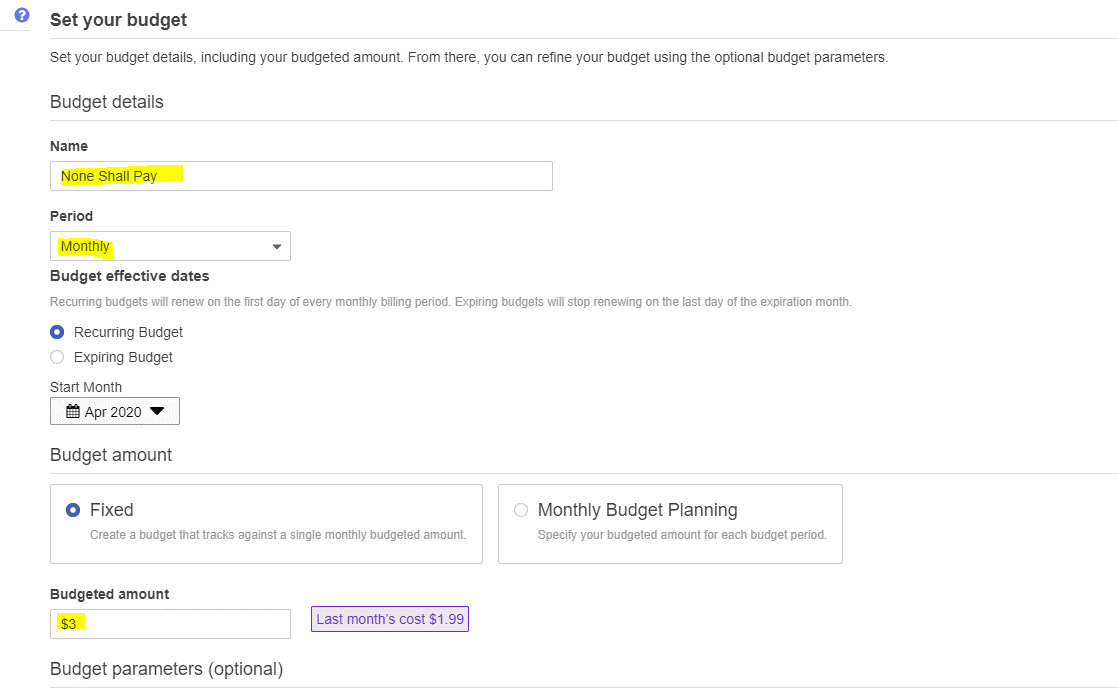 ?
Set your budget
Set your budget details, including your budgeted amount. From there, you can refine your budget using the optional budget parameters.
Budget details
Name
None Shall Pay
Period
Monthly
Budget effective dates
Recurring budgets will renew on the first day of every monthly billing period. Expiring budgets will stop renewing on the last day of the expiration month.
Recurring Budget
Expiring Budget
Start Month
Apr 2020
Budget amount
Fixed
Create a budget that tracks against a single monthly budgeted amount.
Monthly Budget Planning
Specify your budgeted amount for each budget period.
Budgeted amount
$3
Last month's cost $1.99
Budget parameters (optional)